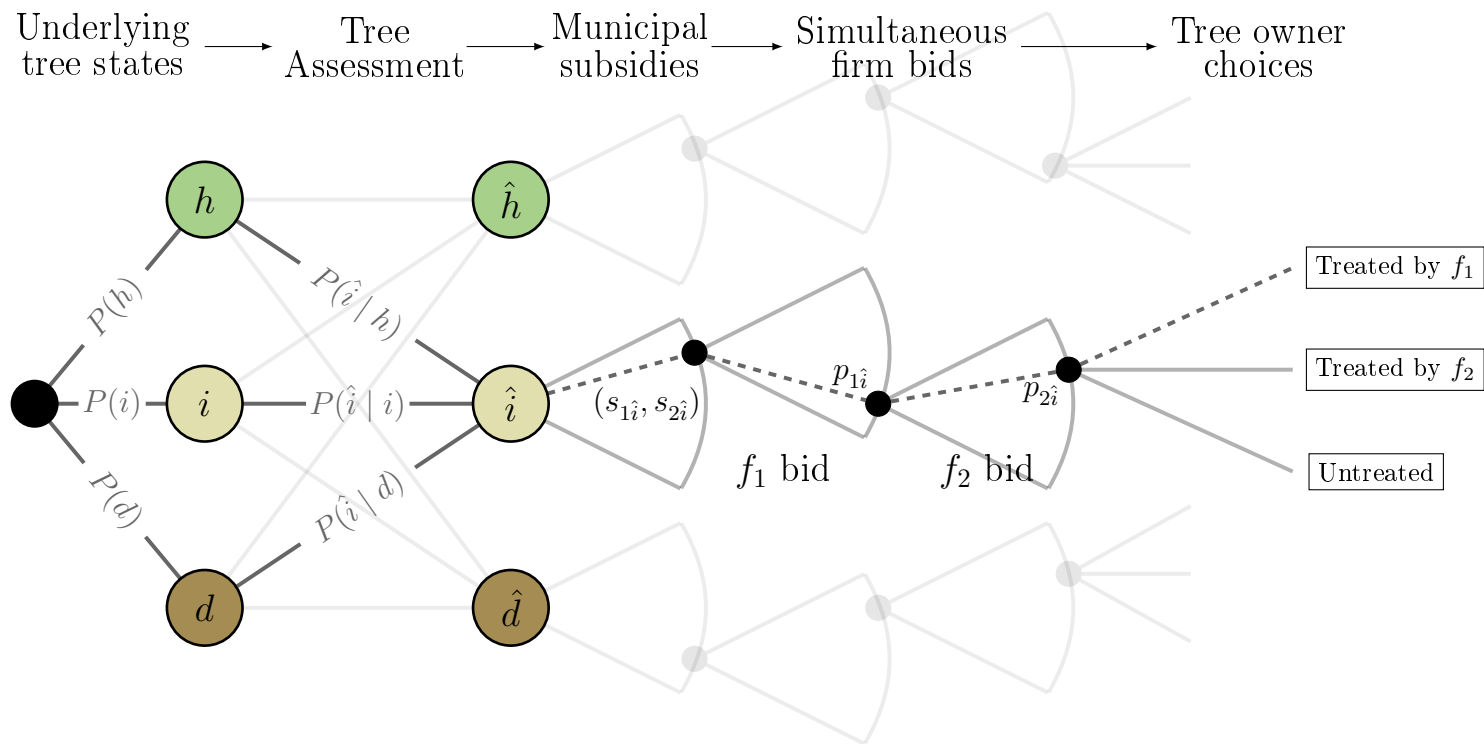 Underlying
tree states
Tree
Assessment
Municipal
subsidies
Simultaneous
firm bids
Tree owner
choices
h
ĥ
P(h)
P(î | h)
Treated by f₁
P(i)
i
P(î | i)
î
(s₁î, s₂î)
p₁î
p₂î
Treated by f₂
f₁ bid
f₂ bid
Untreated
P(d)
P(î | d)
d
d̂